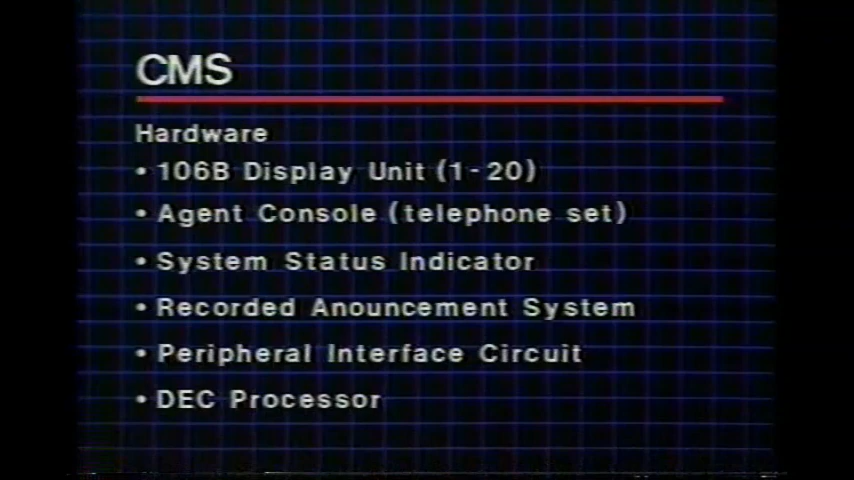 CMS
Hardware
• 106B Display Unit (1-20)
• Agent Console (telephone set)
• System Status Indicator
• Recorded Anouncement System
• Peripheral Interface Circuit
• DEC Processor